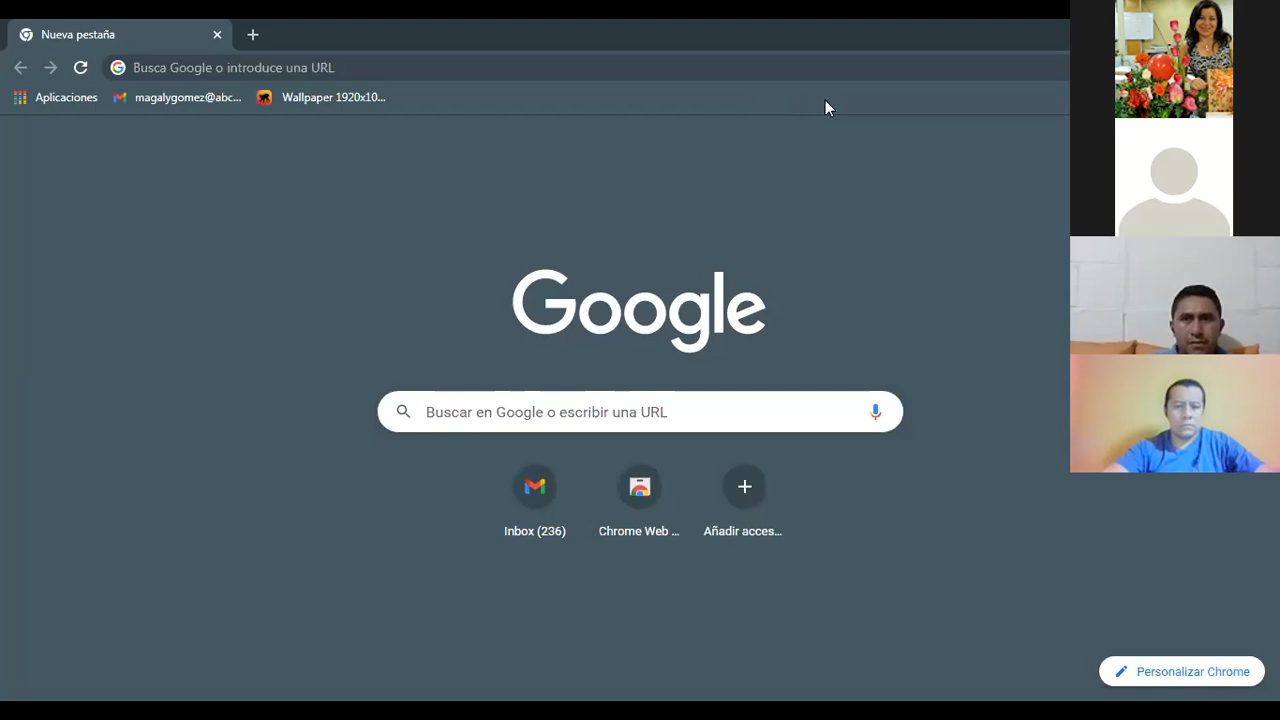 Nueva pestaña
Busca Google o introduce una URL
Aplicaciones magalygomez@abc... Wallpaper 1920x10...
Google
Buscar en Google o escribir una URL
Inbox (236) Chrome Web ... Añadir acces...
Personalizar Chrome